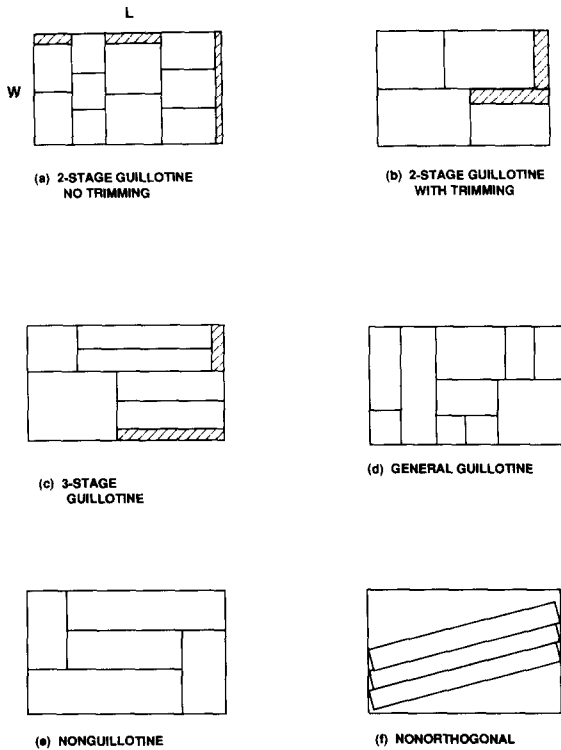 L
W
(a) 2-STAGE GUILLOTINE
NO TRIMMING
(b) 2-STAGE GUILLOTINE
WITH TRIMMING
(c) 3-STAGE
GUILLOTINE
(d) GENERAL GUILLOTINE
(e) NONGUILLOTINE
(f) NONORTHOGONAL